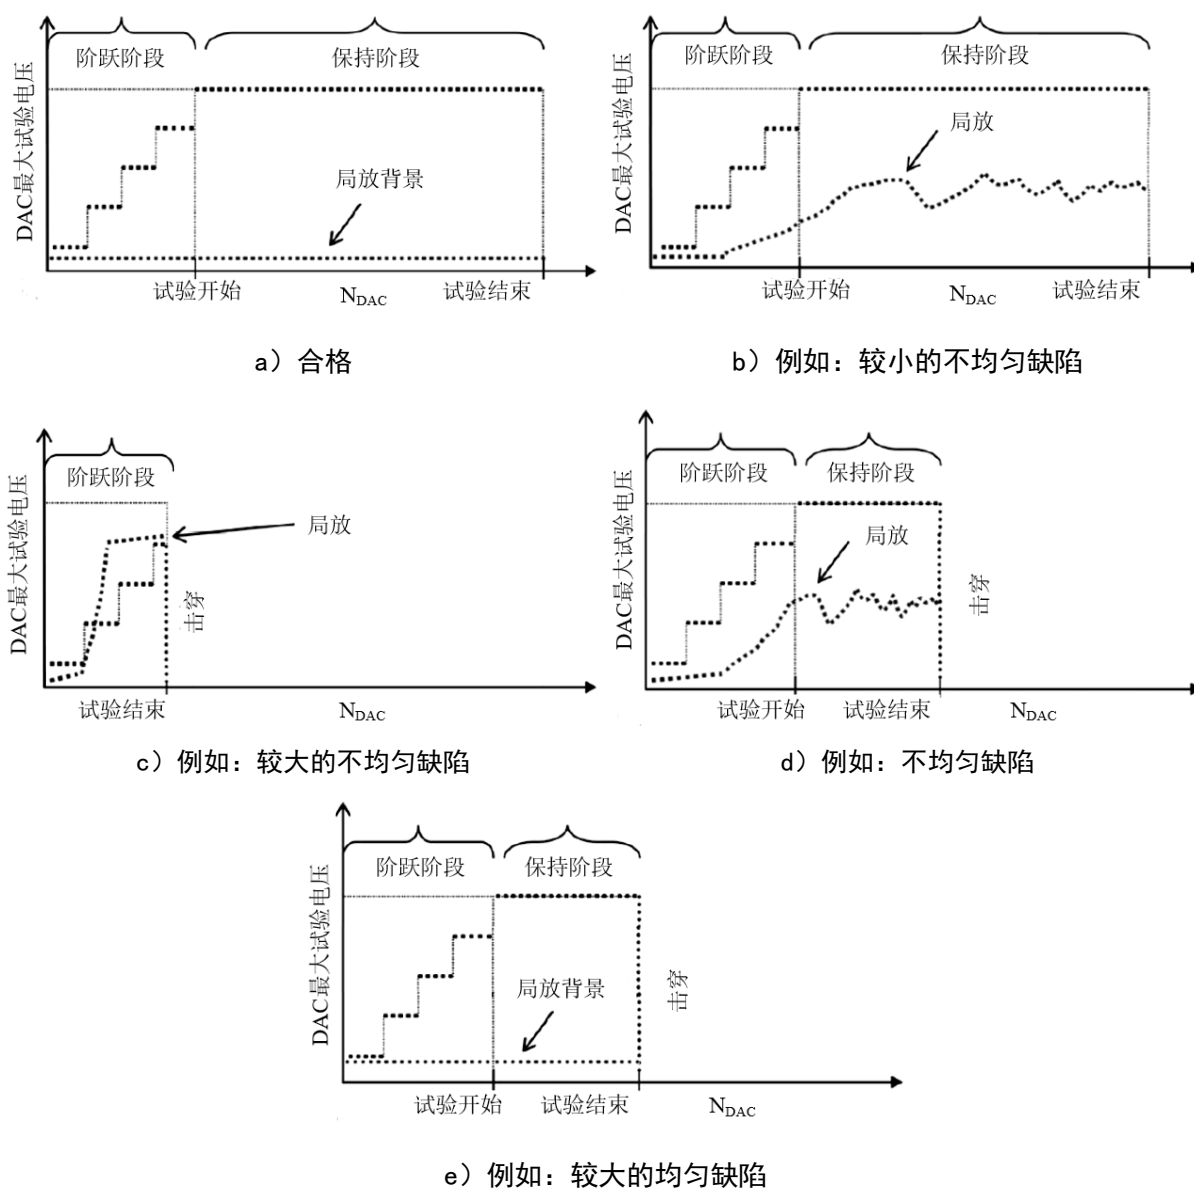 阶跃阶段
保持阶段
DAC最大试验电压
局放背景
试验开始
N_DAC
试验结束
a）合格
阶跃阶段
保持阶段
DAC最大试验电压
局放
试验开始
N_DAC
试验结束
b）例如：较小的不均匀缺陷
阶跃阶段
DAC最大试验电压
局放
击穿
试验结束
N_DAC
c）例如：较大的不均匀缺陷
阶跃阶段
保持阶段
DAC最大试验电压
局放
击穿
试验开始
试验结束
N_DAC
d）例如：不均匀缺陷
阶跃阶段
保持阶段
DAC最大试验电压
局放背景
击穿
试验开始
试验结束
N_DAC
e）例如：较大的均匀缺陷